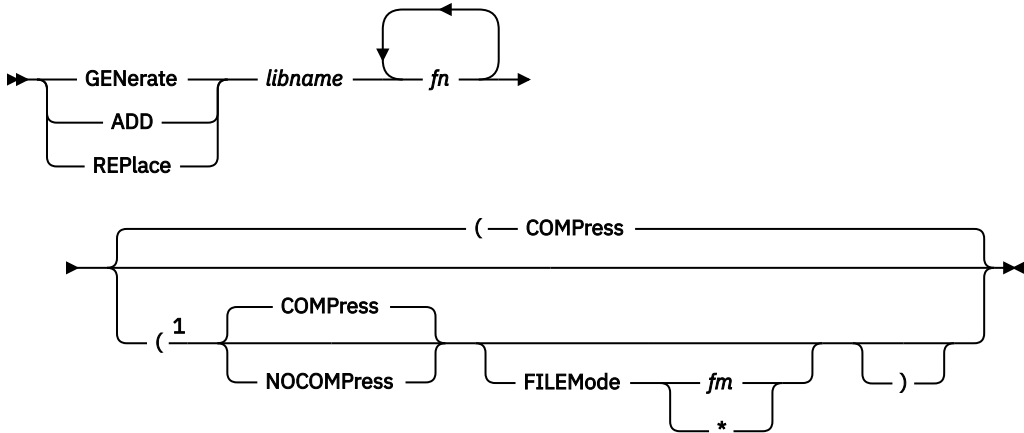 GENerate libname fn
ADD
REPlace
( COMPress
COMPress
( 1
NOCOMPress
FILEMode fm )
*